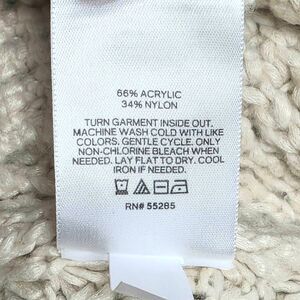 66% ACRYLIC
34% NYLON
TURN GARMENT INSIDE OUT.
MACHINE WASH COLD WITH LIKE
COLORS. GENTLE CYCLE. ONLY
NON-CHLORINE BLEACH WHEN
NEEDED. LAY FLAT TO DRY. COOL
IRON IF NEEDED.
RN# 55285